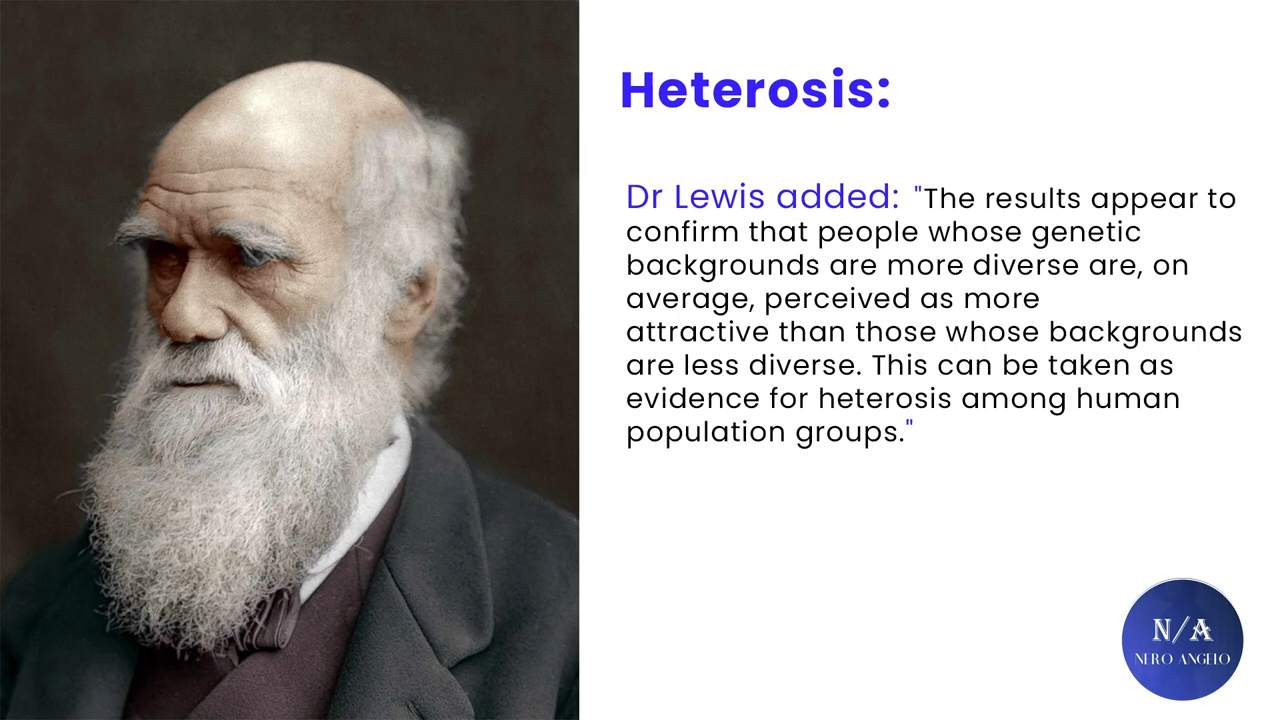 Heterosis:
Dr Lewis added: "The results appear to
confirm that people whose genetic
backgrounds are more diverse are, on
average, perceived as more
attractive than those whose backgrounds
are less diverse. This can be taken as
evidence for heterosis among human
population groups."
N/A
NERO ANGELO